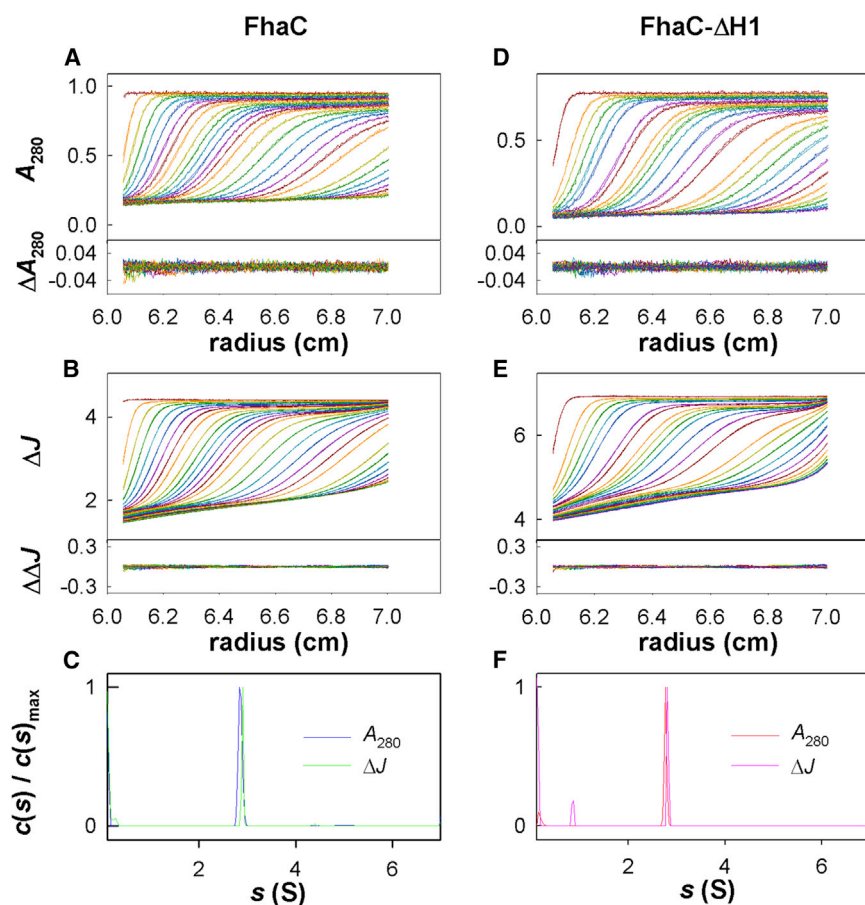 FhaC
FhaC-ΔH1
A
1.0
0.5
0.0
A280
0.04
-0.04
ΔA280
6.0 6.2 6.4 6.6 6.8 7.0
radius (cm)
D
0.5
0.0
0.04
-0.04
6.0 6.2 6.4 6.6 6.8 7.0
radius (cm)
B
4
2
ΔJ
0.3
-0.3
ΔΔJ
6.0 6.2 6.4 6.6 6.8 7.0
radius (cm)
E
6
4
0.3
-0.3
6.0 6.2 6.4 6.6 6.8 7.0
radius (cm)
C
1
0
c(s) / c(s)max
A280
ΔJ
2 4 6
s (S)
F
1
0
A280
ΔJ
2 4 6
s (S)